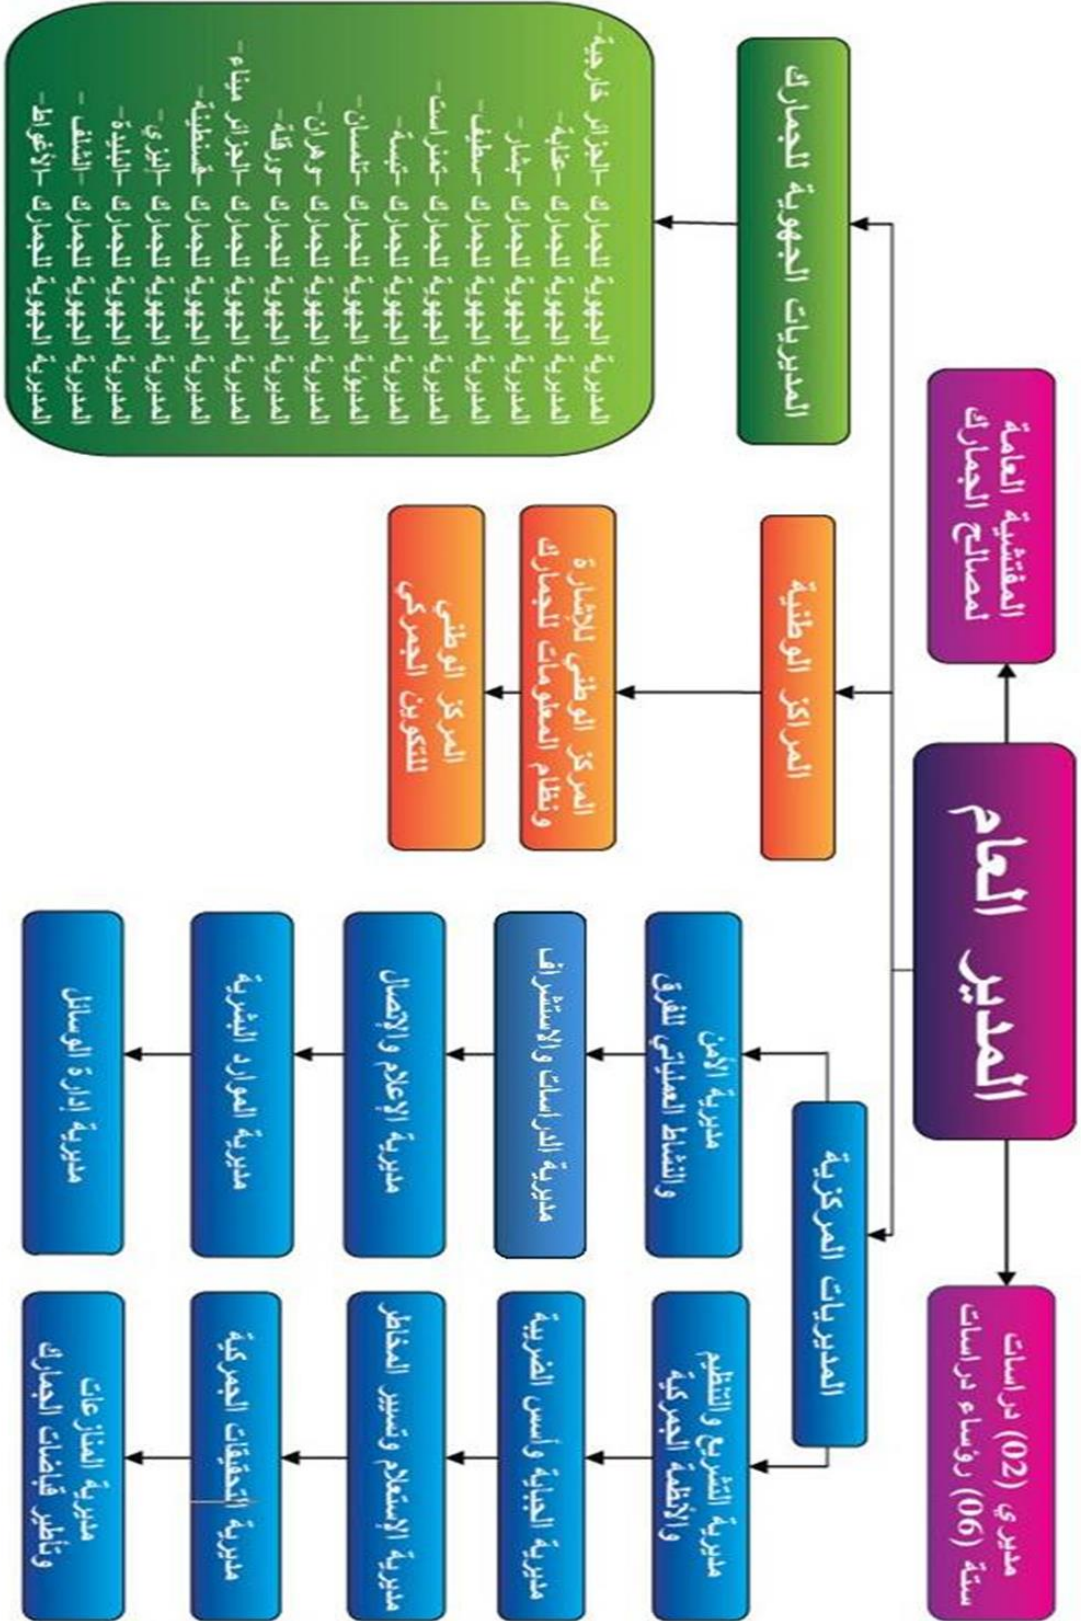 المدير العام
المفتشية العامة
لمصالح الجمارك
مديري (02) دراسات
ستة (06) رؤساء دراسات
المديريات الجهوية للجمارك
المديرية الجهوية للجمارك -الجزائر خارجية-
المديرية الجهوية للجمارك -عنابة-
المديرية الجهوية للجمارك -بشار-
المديرية الجهوية للجمارك -سطيف-
المديرية الجهوية للجمارك -تمنراست-
المديرية الجهوية للجمارك -تبسة-
الجهوية للجمارك -تلمسان-
المديرية الجهوية للجمارك -وهران-
المديرية الجهوية للجمارك -ورقلة-
المديرية الجهوية للجمارك -الجزائر ميناء-
المديرية الجهوية للجمارك -قسنطينة-
المديرية الجهوية للجمارك -إليزي-
المديرية الجهوية للجمارك -البليدة-
المديرية الجهوية للجمارك -الشلف-
المديرية الجهوية للجمارك -الأغواط-
المراكز الوطنية
المركز الوطني للإشارة
ونظام المعلومات للجمارك
المركز الوطني
للتكوين الجمركي
المديريات المركزية
مديرية الأمن
والنشاط العملياتي للفرق
مديرية الدراسات والاستشراف
مديرية الإعلام والإتصال
مديرية الموارد البشرية
مديرية إدارة الوسائل
مديرية التشريع والتنظيم
والأنظمة الجمركية
مديرية الجباية وأسس الضريبة
مديرية الإستعلام وتسيير المخاطر
مديرية التحقيقات الجمركية
مديرية المنازعات
وتأطير قباضات الجمارك